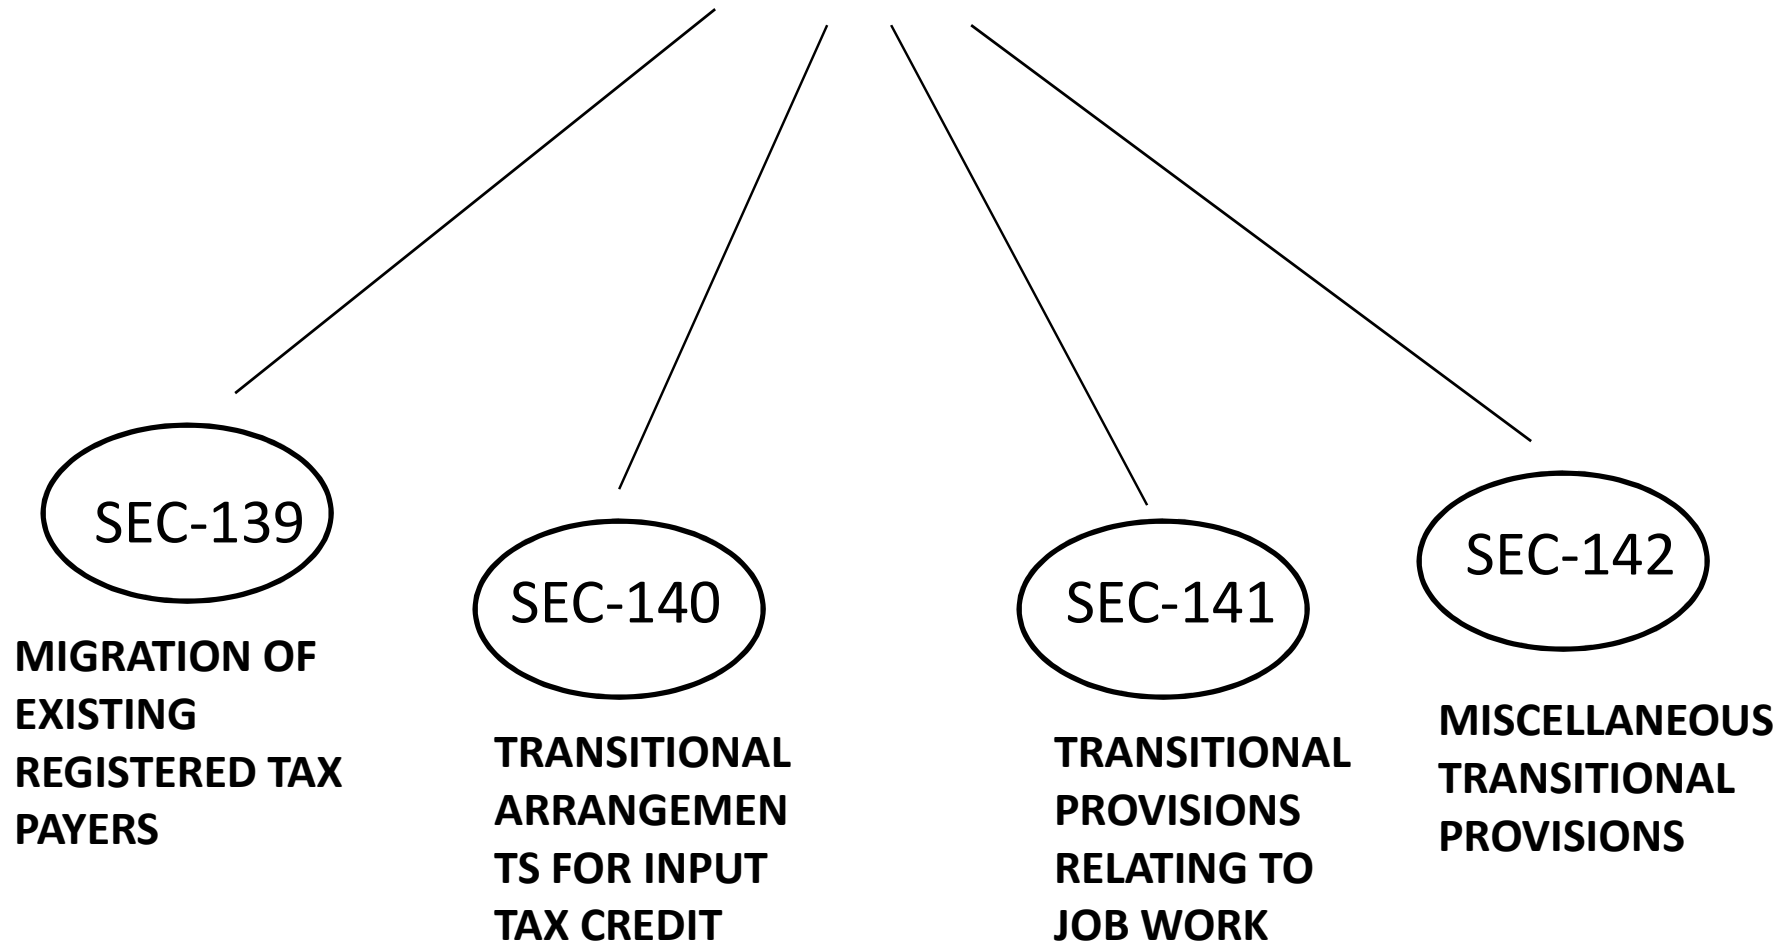 SEC-139
MIGRATION OF
EXISTING
REGISTERED TAX
PAYERS
SEC-140
TRANSITIONAL
ARRANGEMEN
TS FOR INPUT
TAX CREDIT
SEC-141
TRANSITIONAL
PROVISIONS
RELATING TO
JOB WORK
SEC-142
MISCELLANEOUS
TRANSITIONAL
PROVISIONS